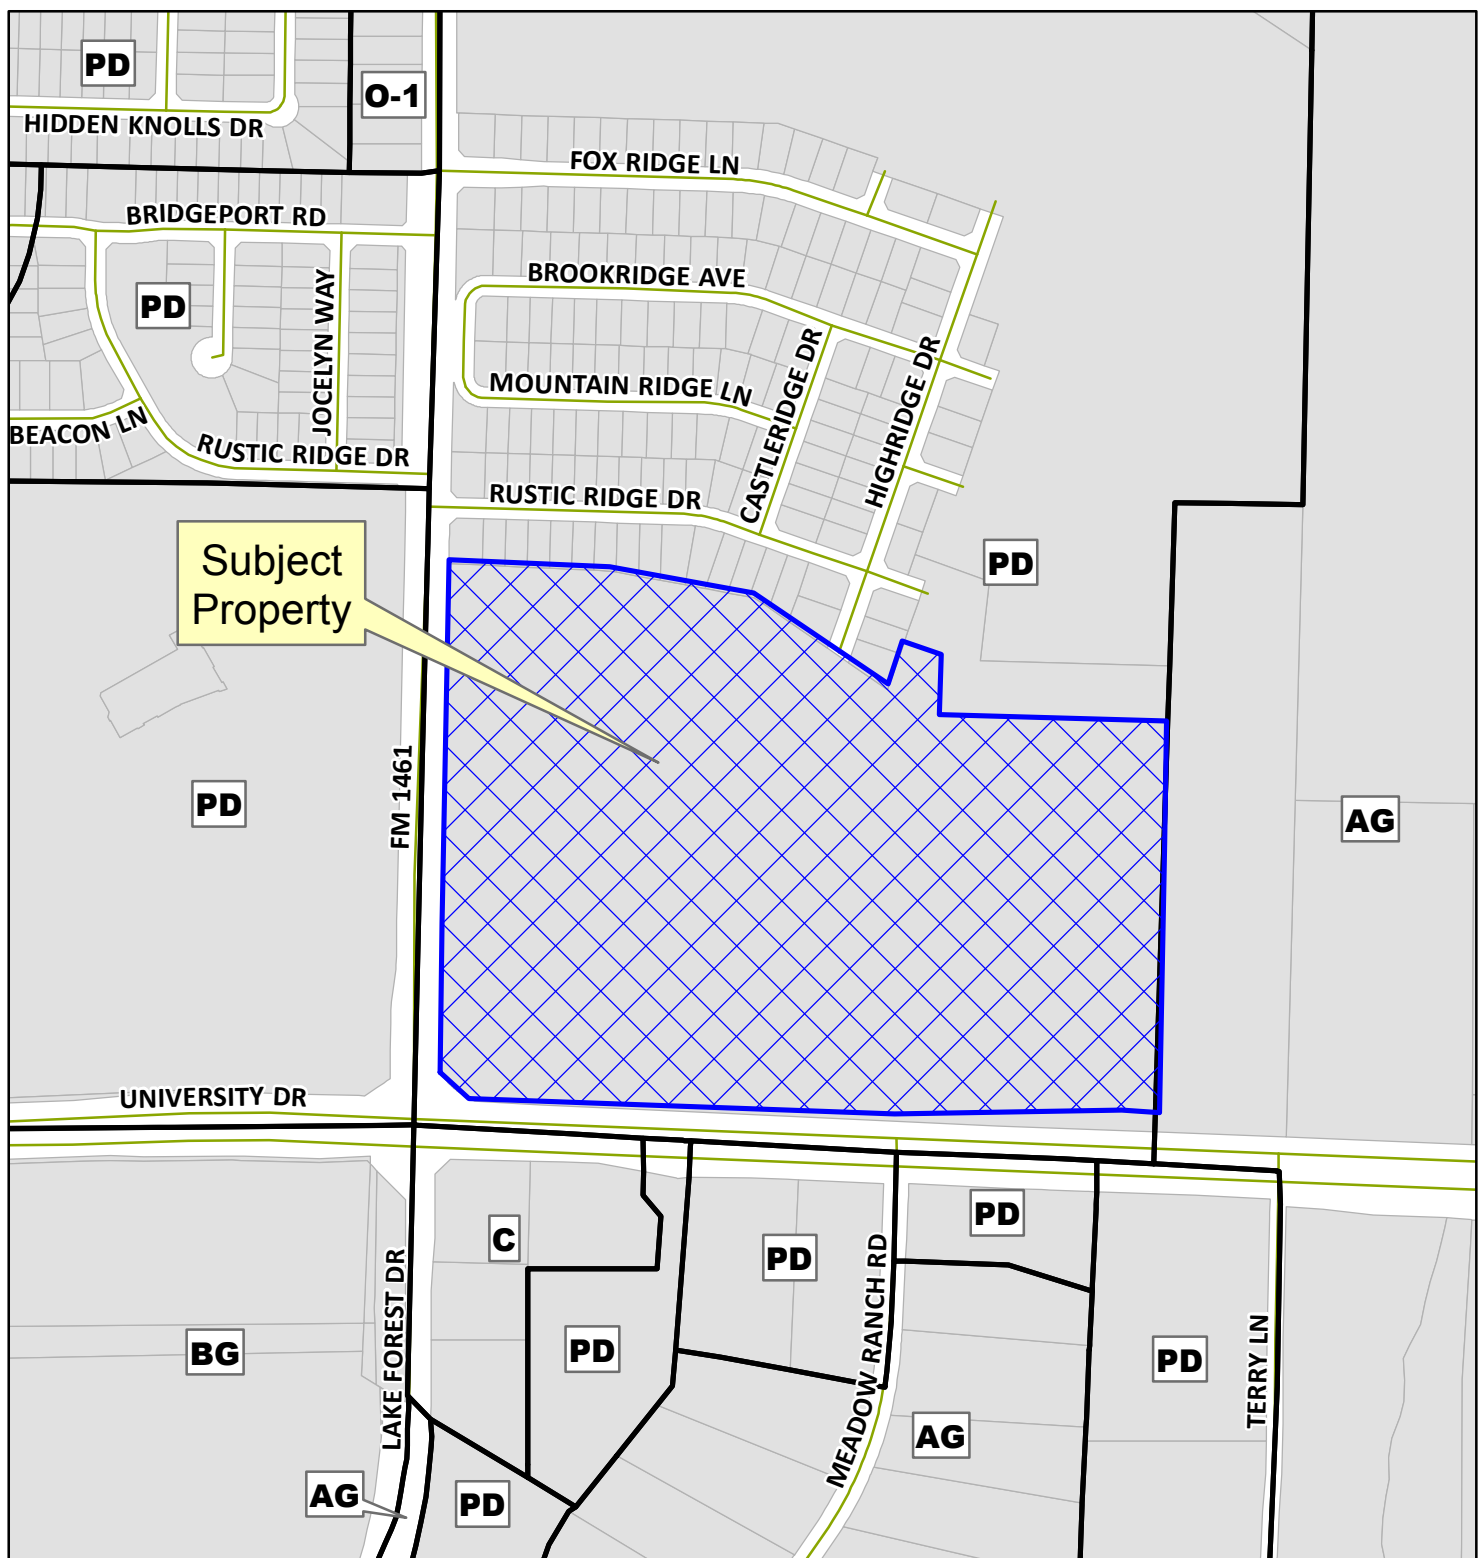 PD
O-1
HIDDEN KNOLLS DR
FOX RIDGE LN
BRIDGEPORT RD
BROOKRIDGE AVE
PD
JOCELYN WAY
MOUNTAIN RIDGE LN
CASTLERIDGE DR
HIGHRIDGE DR
BEACON LN
RUSTIC RIDGE DR
RUSTIC RIDGE DR
Subject
Property
PD
FM 1461
PD
AG
UNIVERSITY DR
C
PD
PD
LAKE FOREST DR
MEADOW RANCH RD
BG
PD
PD
TERRY LN
AG
AG
PD